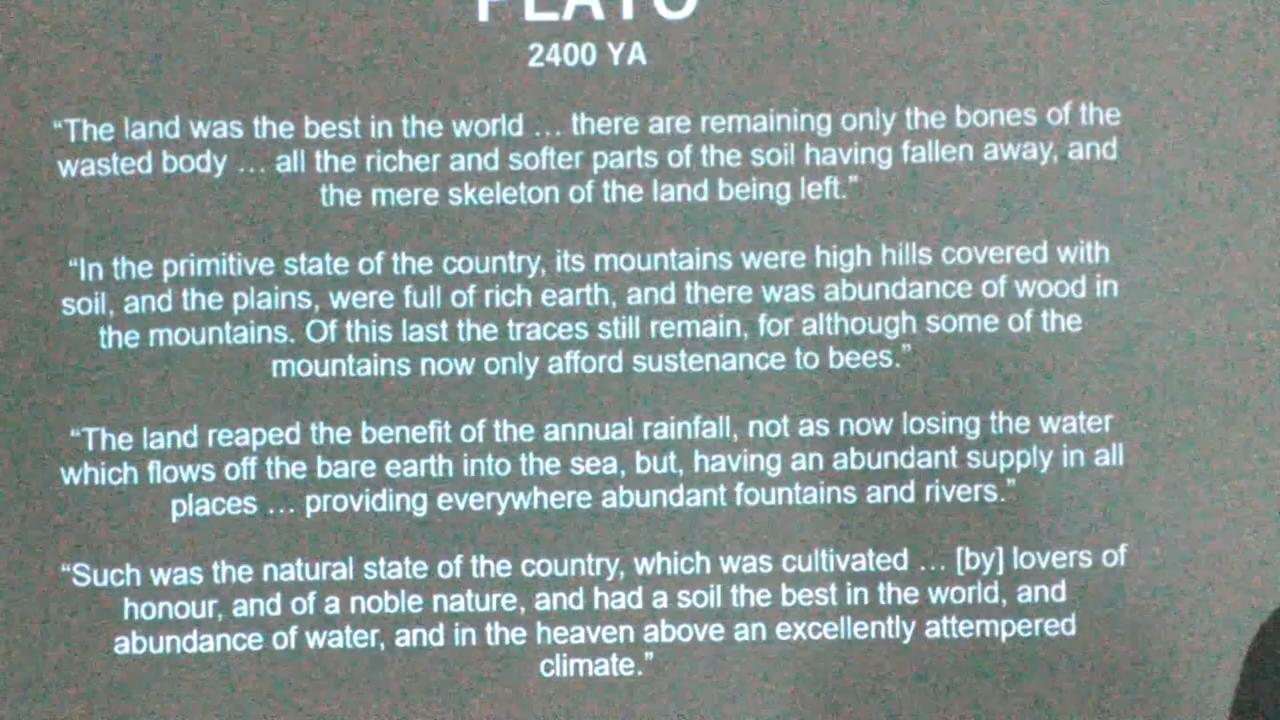 PLATO
2400 YA
“The land was the best in the world ... there are remaining only the bones of the
wasted body ... all the richer and softer parts of the soil having fallen away, and
the mere skeleton of the land being left.”
“In the primitive state of the country, its mountains were high hills covered with
soil, and the plains, were full of rich earth, and there was abundance of wood in
the mountains. Of this last the traces still remain, for although some of the
mountains now only afford sustenance to bees.”
“The land reaped the benefit of the annual rainfall, not as now losing the water
which flows off the bare earth into the sea, but, having an abundant supply in all
places ... providing everywhere abundant fountains and rivers.”
“Such was the natural state of the country, which was cultivated ... [by] lovers of
honour, and of a noble nature, and had a soil the best in the world, and
abundance of water, and in the heaven above an excellently attempered
climate.”